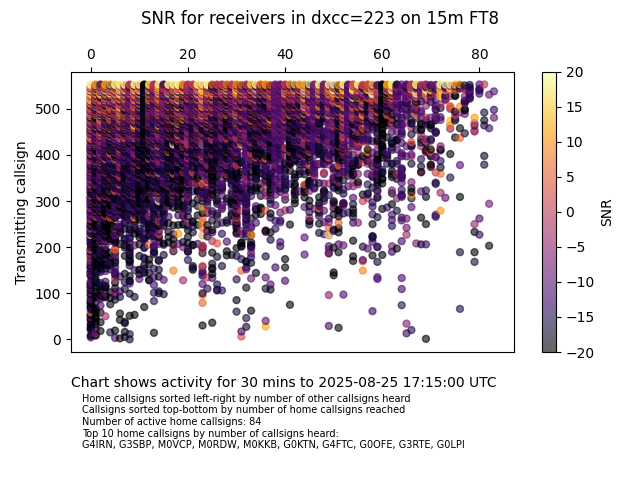 SNR for receivers in dxcc=223 on 15m FT8
0 20 40 60 80
500
400
300
200
100
0
Transmitting callsign
20
15
10
5
0
−5
−10
−15
−20
SNR
Chart shows activity for 30 mins to 2025-08-25 17:15:00 UTC
Home callsigns sorted left-right by number of other callsigns heard
Callsigns sorted top-bottom by number of home callsigns reached
Number of active home callsigns: 84
Top 10 home callsigns by number of callsigns heard:
G4IRN, G3SBP, M0VCP, M0RDW, M0KKB, G0KTN, G4FTC, G0OFE, G3RTE, G0LPI